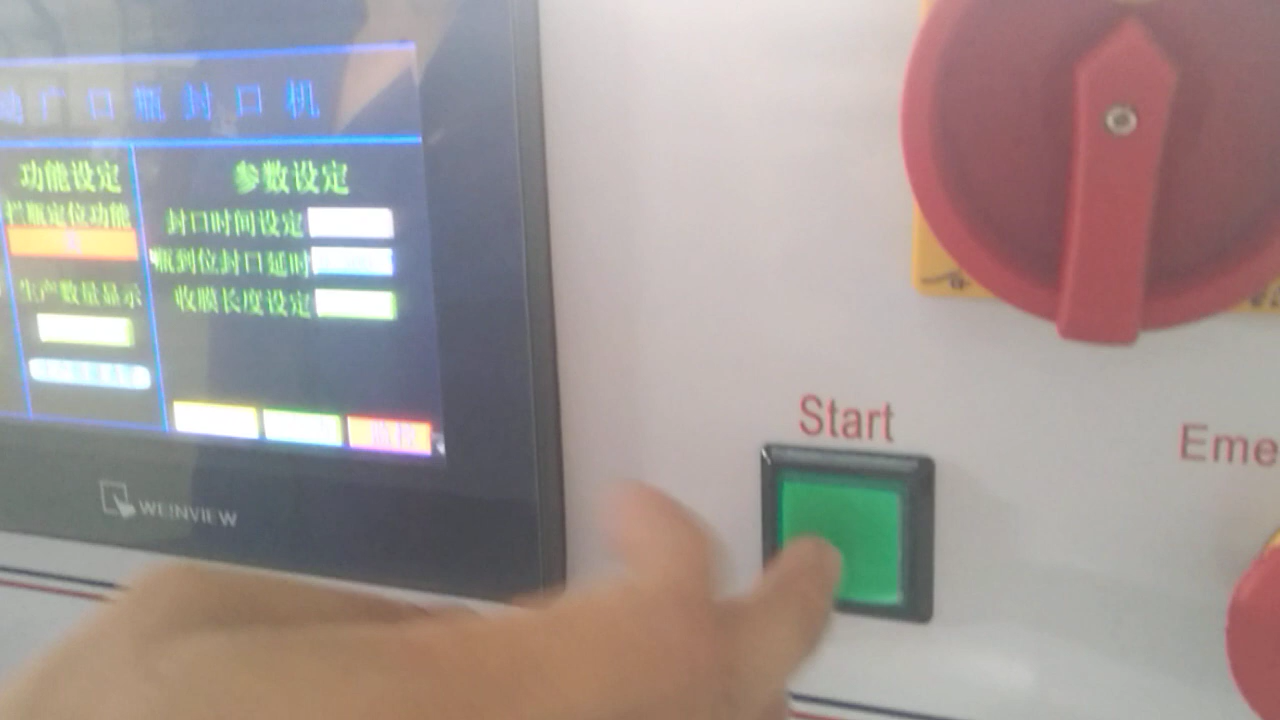 广口瓶封口机
功能设定
参数设定
拦瓶定位功能
封口时间设定
瓶到位封口延时
生产数量显示
收膜长度设定
WEINVIEW
Start
Eme